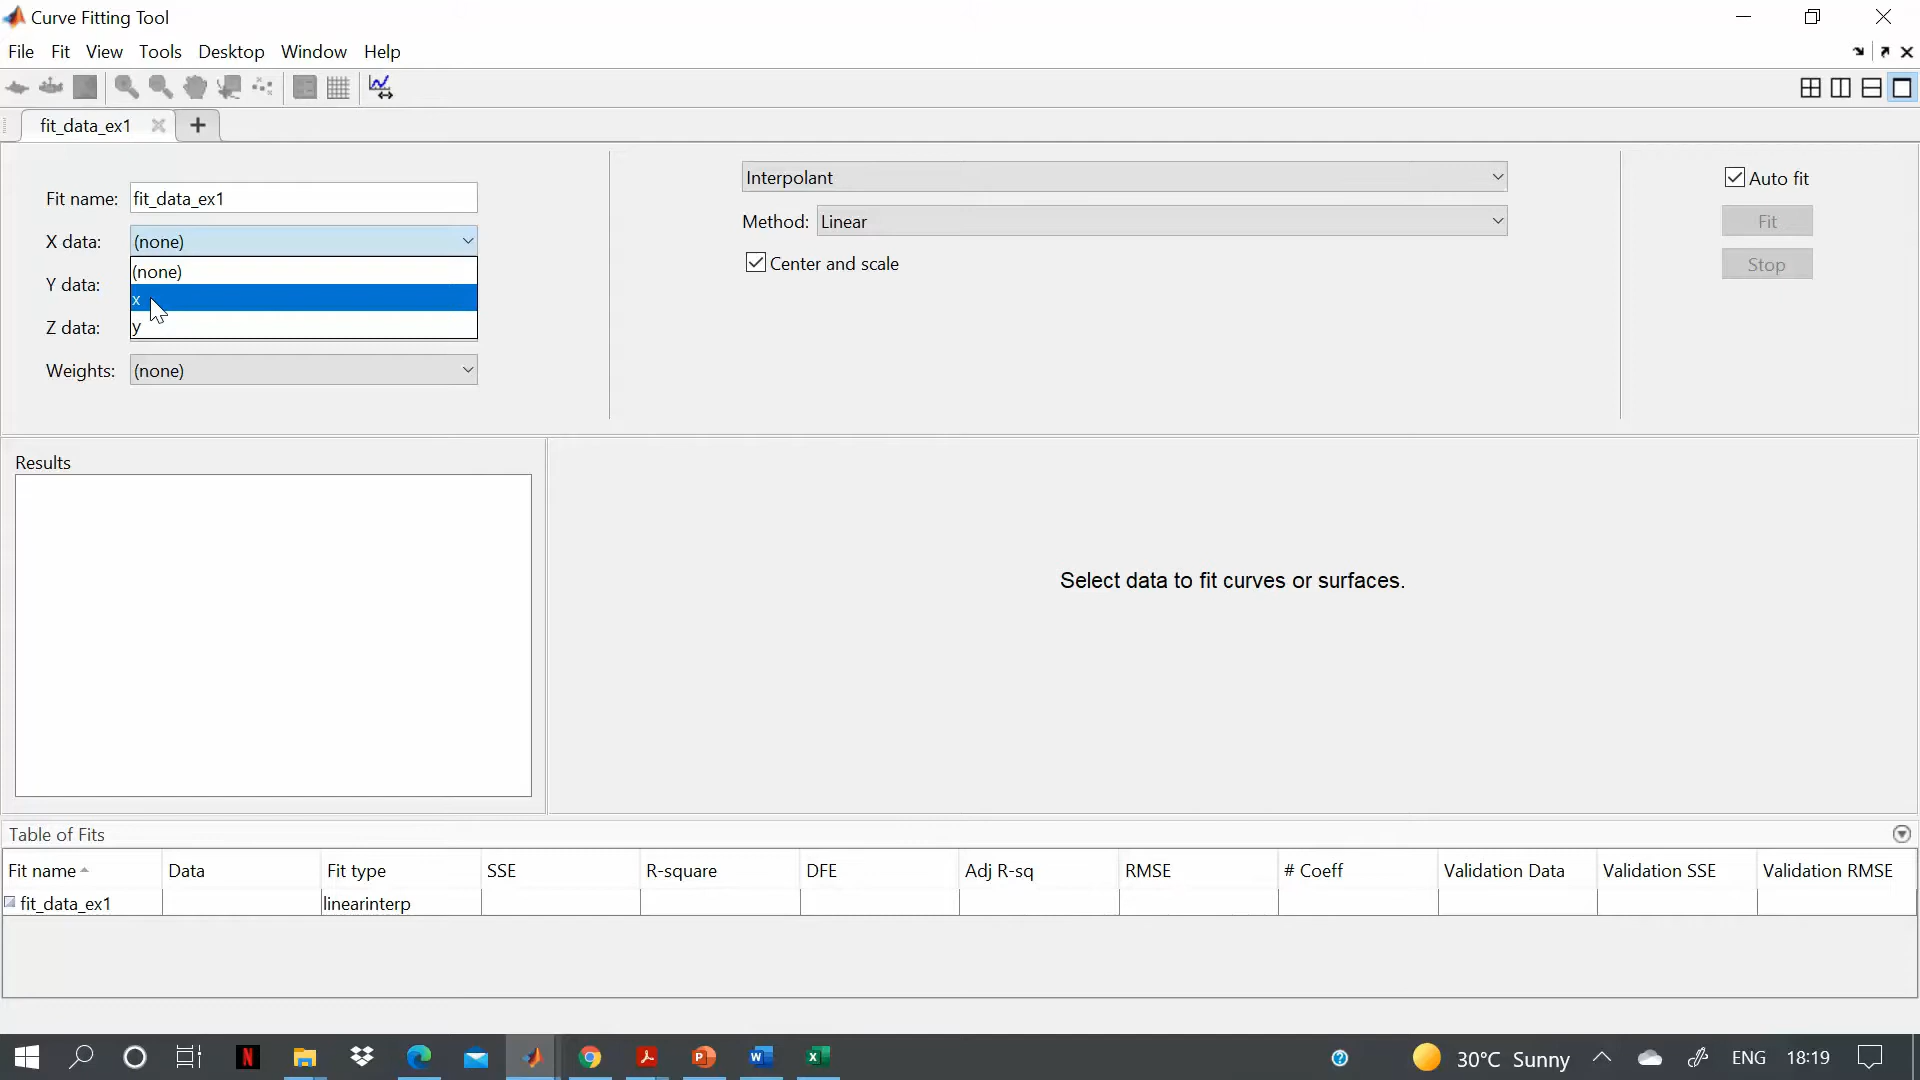 Curve Fitting Tool
File Fit View Tools Desktop Window Help
fit_data_ex1
Fit name: fit_data_ex1
X data: (none)
(none)
x
y
Y data:
Z data:
Weights: (none)
Interpolant
Method: Linear
Center and scale
Auto fit
Fit
Stop
Results
Select data to fit curves or surfaces.
Table of Fits
Fit name Data Fit type SSE R-square DFE Adj R-sq RMSE # Coeff Validation Data Validation SSE Validation RMSE
fit_data_ex1 linearinterp
30°C Sunny ENG 18:19